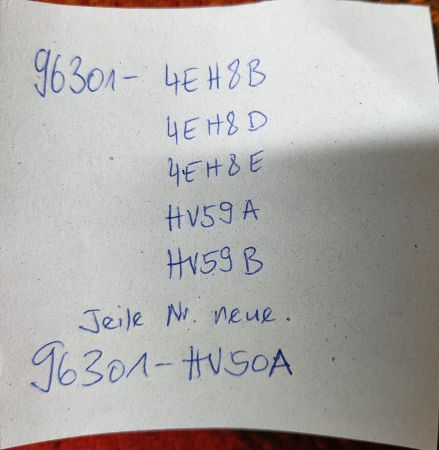 96301- 4EH8B
4EH8D
4EH8E
HV59A
HV59B
Teile Nr. neue.
96301-HV50A